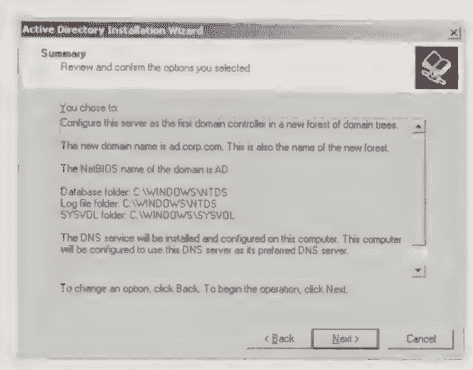 Active Directory Installation Wizard
Summary
Review and confirm the options you selected
You chose to:
Configure this server as the first domain controller in a new forest of domain trees.
The new domain name is ad.corp.com. This is also the name of the new forest.
The NetBIOS name of the domain is AD
Database folder: C:\WINDOWS\NTDS
Log file folder: C:\WINDOWS\NTDS
SYSVOL folder: C:\WINDOWS\SYSVOL
The DNS service will be installed and configured on this computer. This computer
will be configured to use this DNS server as its preferred DNS server.
To change an option, click Back. To begin the operation, click Next.
< Back Next > Cancel